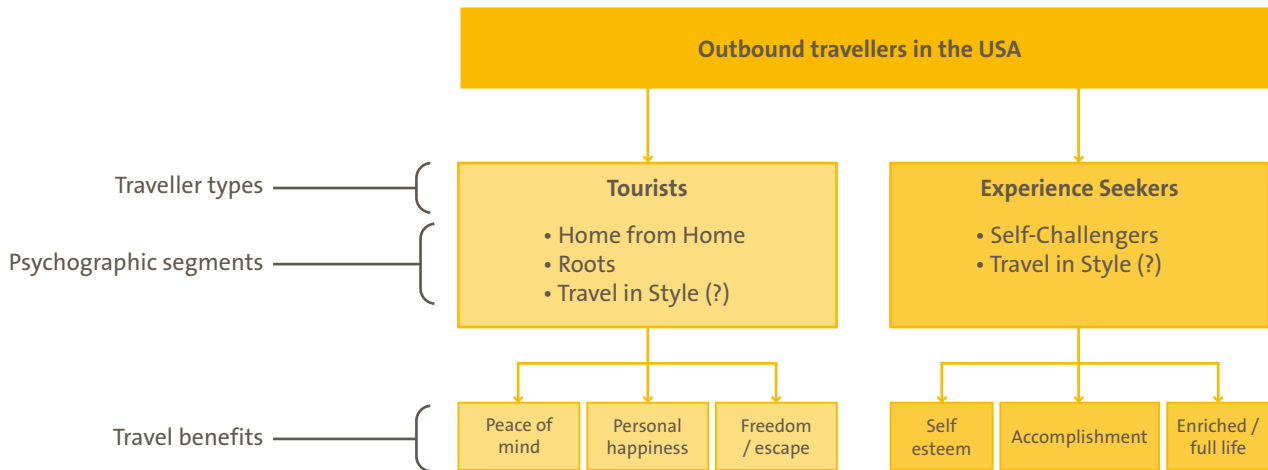 Outbound travellers in the USA
Traveller types
Tourists
Experience Seekers
Psychographic segments
• Home from Home
• Roots
• Travel in Style (?)
• Self-Challengers
• Travel in Style (?)
Travel benefits
Peace of
mind
Personal
happiness
Freedom
/ escape
Self
esteem
Accomplishment
Enriched /
full life